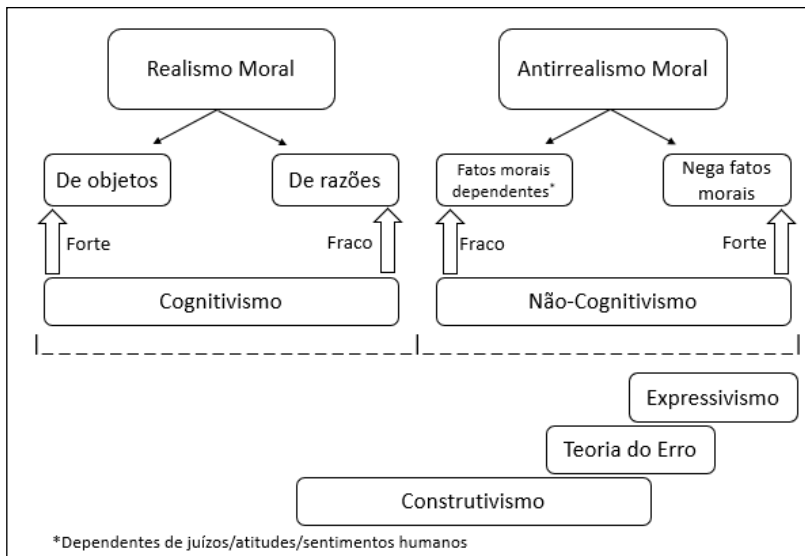 Realismo Moral
Antirrealismo Moral
De objetos
De razões
Fatos morais
dependentes*
Nega fatos
morais
Forte
Fraco
Fraco
Forte
Cognitivismo
Não-Cognitivismo
Expressivismo
Teoria do Erro
Construtivismo
*Dependentes de juízos/atitudes/sentimentos humanos